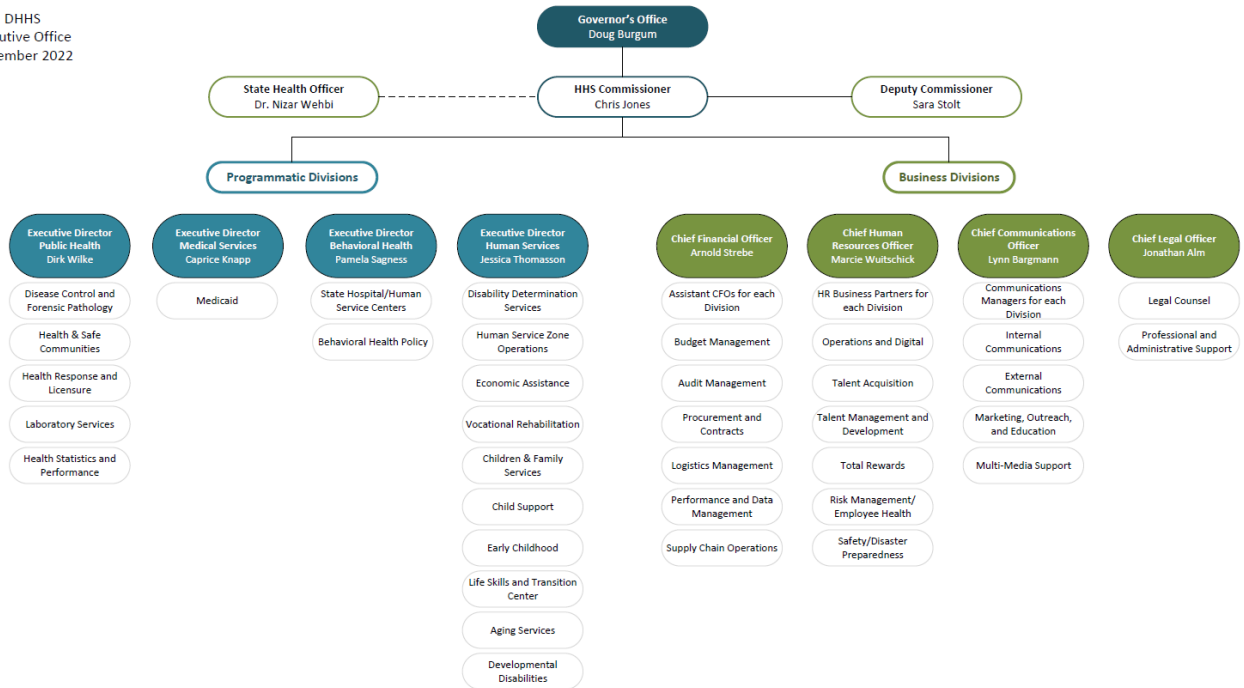 DHHS
utive Office
ember 2022
Governor's Office
Doug Burgum
State Health Officer
Dr. Nizar Wehbi
HHS Commissioner
Chris Jones
Deputy Commissioner
Sara Stolt
Programmatic Divisions
Business Divisions
Executive Director
Public Health
Dirk Wilke
Disease Control and
Forensic Pathology
Health & Safe
Communities
Health Response and
Licensure
Laboratory Services
Health Statistics and
Performance
Executive Director
Medical Services
Caprice Knapp
Medicaid
Executive Director
Behavioral Health
Pamela Sagness
State Hospital/Human
Service Centers
Behavioral Health Policy
Executive Director
Human Services
Jessica Thomasson
Disability Determination
Services
Human Service Zone
Operations
Economic Assistance
Vocational Rehabilitation
Children & Family
Services
Child Support
Early Childhood
Life Skills and Transition
Center
Aging Services
Developmental
Disabilities
Chief Financial Officer
Arnold Strebe
Assistant CFOs for each
Division
Budget Management
Audit Management
Procurement and
Contracts
Logistics Management
Performance and Data
Management
Supply Chain Operations
Chief Human
Resources Officer
Marcie Wuitschick
HR Business Partners for
each Division
Operations and Digital
Talent Acquisition
Talent Management and
Development
Total Rewards
Risk Management/
Employee Health
Safety/Disaster
Preparedness
Chief Communications
Officer
Lynn Bargmann
Communications
Managers for each
Division
Internal
Communications
External
Communications
Marketing, Outreach,
and Education
Multi-Media Support
Chief Legal Officer
Jonathan Alm
Legal Counsel
Professional and
Administrative Support